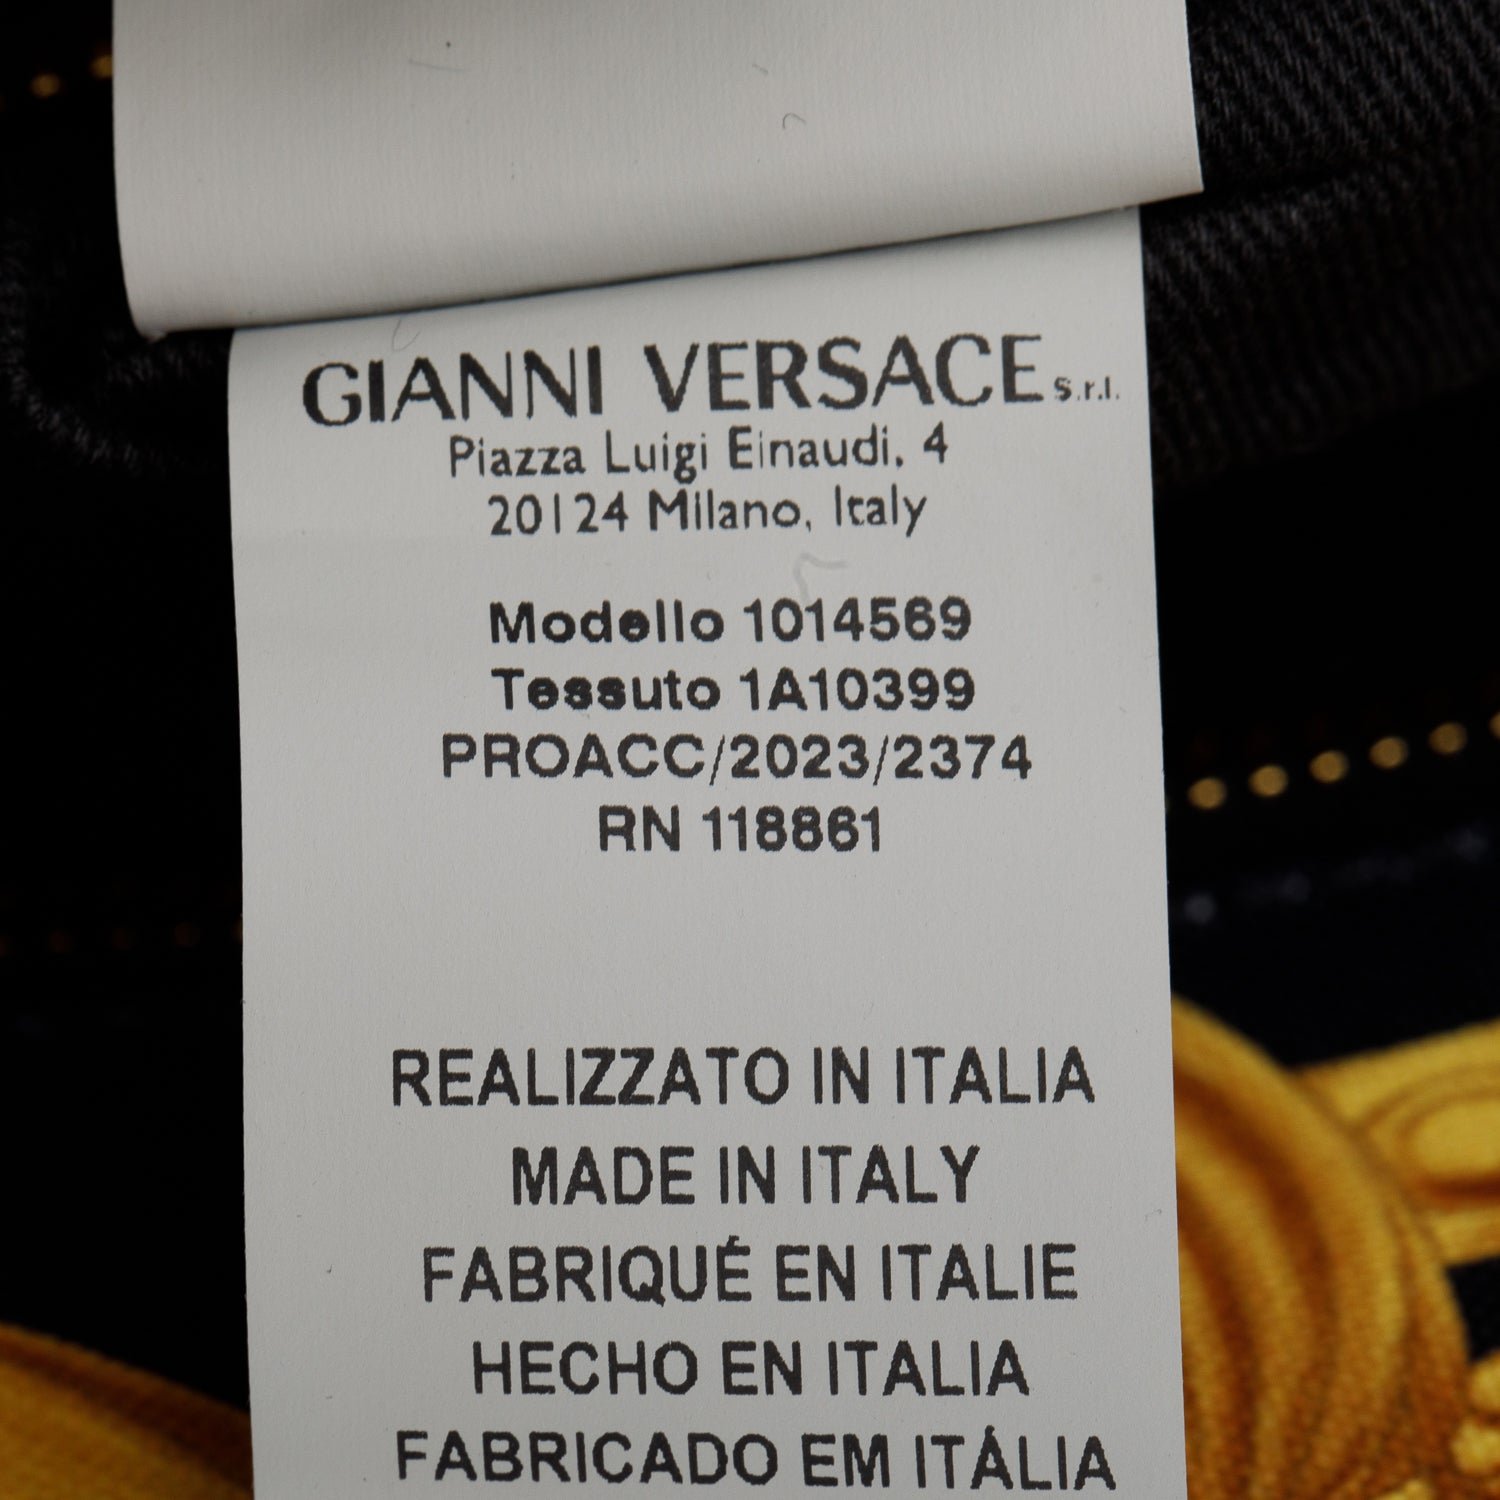 GIANNI VERSACE S.r.l.
Piazza Luigi Einaudi, 4
20124 Milano, Italy
Modello 1014569
Tessuto 1A10399
PROACC/2023/2374
RN 118861
REALIZZATO IN ITALIA
MADE IN ITALY
FABRIQUÉ EN ITALIE
HECHO EN ITALIA
FABRICADO EM ITÁLIA